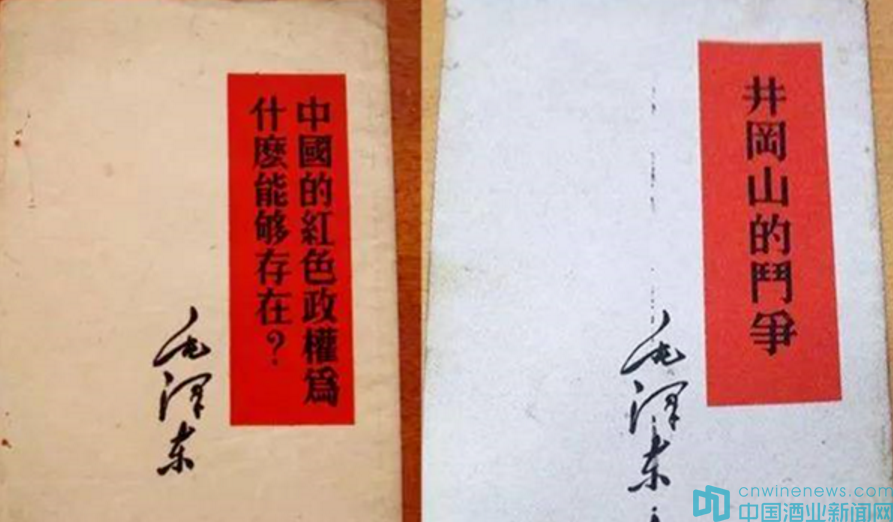 中國的紅色政權爲
什麽能够存在?
毛泽东
井岡山的鬥爭
毛泽东
cnwinenews.com
中国酒业新闻网